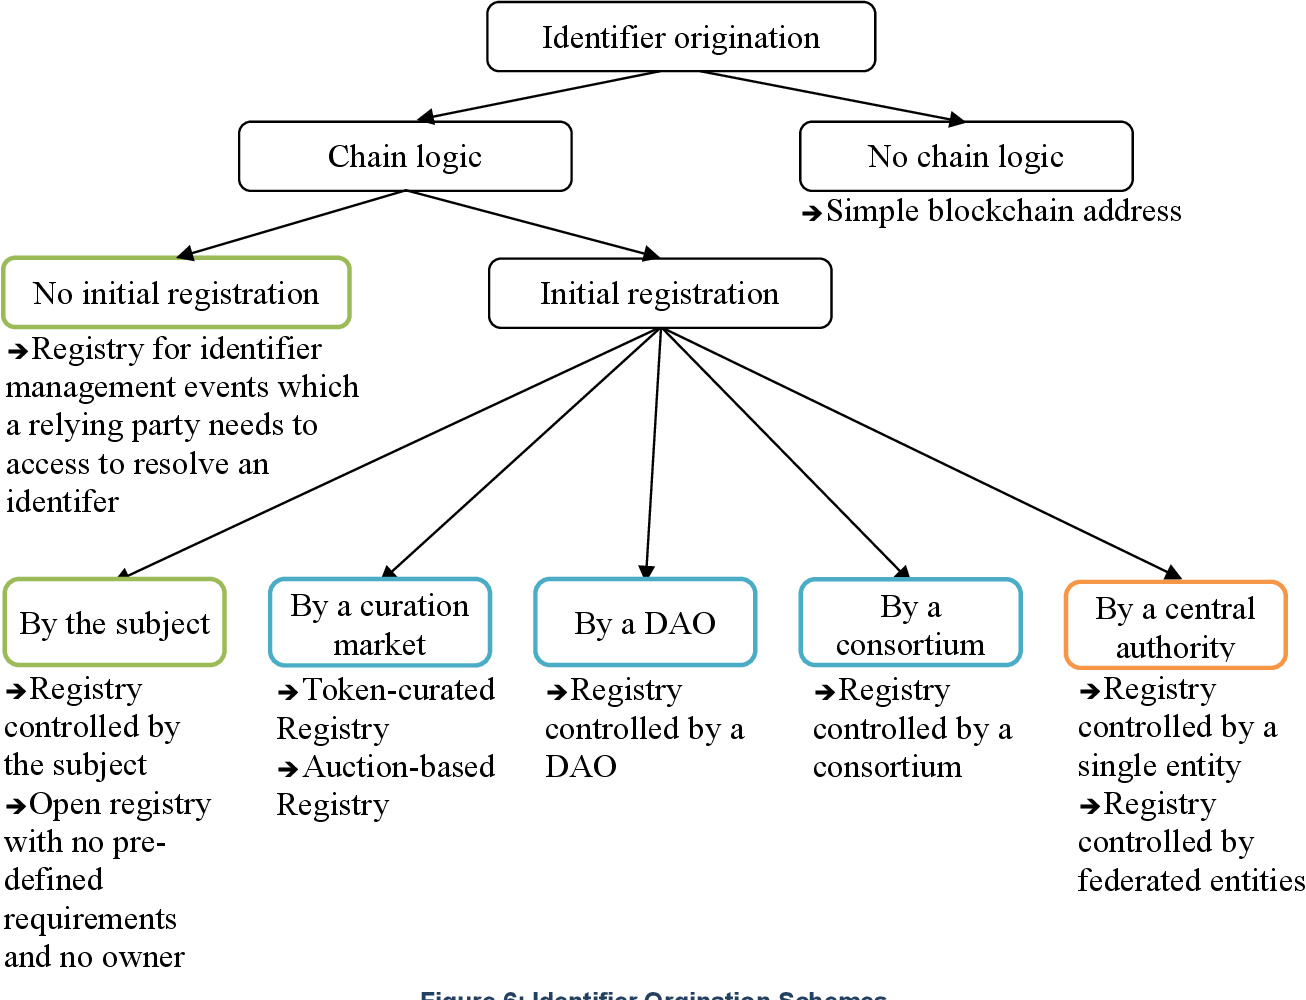 Identifier origination
Chain logic
No chain logic
➔Simple blockchain address
No initial registration
Initial registration
➔Registry for identifier
management events which
a relying party needs to
access to resolve an
identifer
By the subject
➔Registry
controlled by
the subject
➔Open registry
with no pre-
defined
requirements
and no owner
By a curation
market
➔Token-curated
Registry
➔Auction-based
Registry
By a DAO
➔Registry
controlled by a
DAO
By a
consortium
➔Registry
controlled by a
consortium
By a central
authority
➔Registry
controlled by a
single entity
➔Registry
controlled by
federated entities
Figure 6: Identifier Orgination Schemes